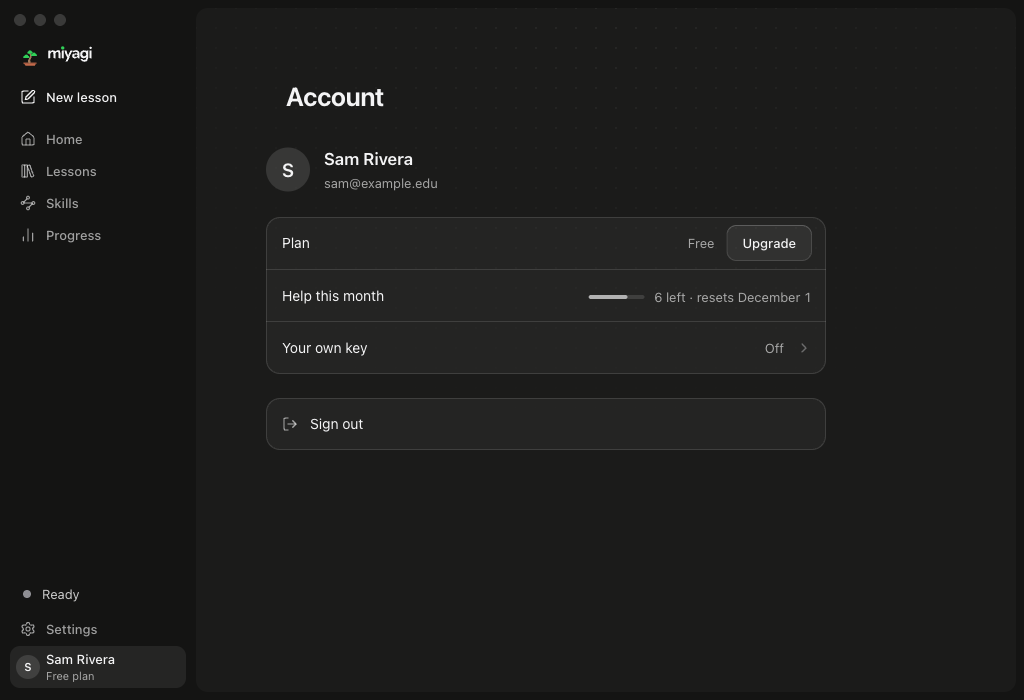 miyagi
New lesson
Home
Lessons
Skills
Progress
Ready
Settings
S
Sam Rivera
Free plan
Account
S
Sam Rivera
sam@example.edu
Plan
Free
Upgrade
Help this month
6 left · resets December 1
Your own key
Off
Sign out